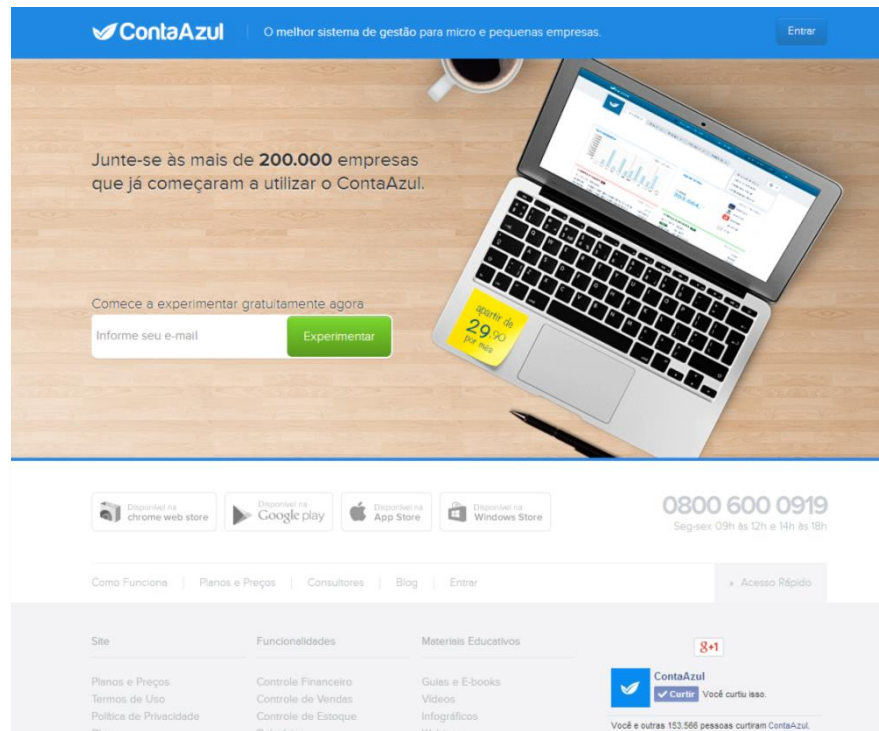 ContaAzul
O melhor sistema de gestão para micro e pequenas empresas.
Entrar
Junte-se às mais de 200.000 empresas
que já começaram a utilizar o ContaAzul.
Comece a experimentar gratuitamente agora
Informe seu e-mail
Experimentar
apartir de
29,90
por mês
Disponível na
chrome web store
Disponível na
Google play
Disponível na
App Store
Disponível na
Windows Store
0800 600 0919
Seg-sex 09h às 12h e 14h às 18h
Como Funciona
Planos e Preços
Consultores
Blog
Entrar
Acesso Rápido
Site
Funcionalidades
Materiais Educativos
g+1
Planos e Preços
Controle Financeiro
Guias e E-books
ContaAzul
Termos de Uso
Controle de Vendas
Vídeos
Curtir
Você curtiu isso.
Política de Privacidade
Controle de Estoque
Infográficos
Você e outras 153.566 pessoas curtiram ContaAzul.